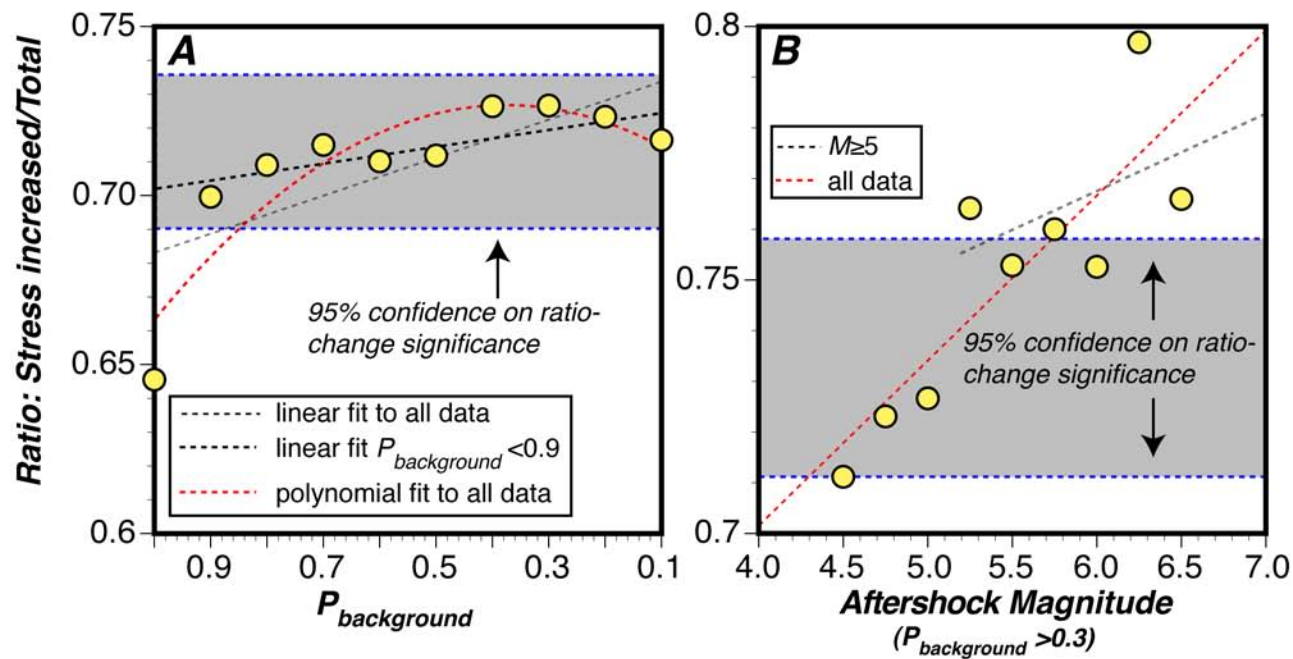 Ratio: Stress increased/Total
A
0.75
0.70
0.65
0.6
95% confidence on ratio-
change significance
linear fit to all data
linear fit P_background <0.9
polynomial fit to all data
0.9 0.7 0.5 0.3 0.1
P_background
B
0.8
0.75
0.7
M≥5
all data
95% confidence on ratio-
change significance
4.0 4.5 5.0 5.5 6.0 6.5 7.0
Aftershock Magnitude
(P_background >0.3)